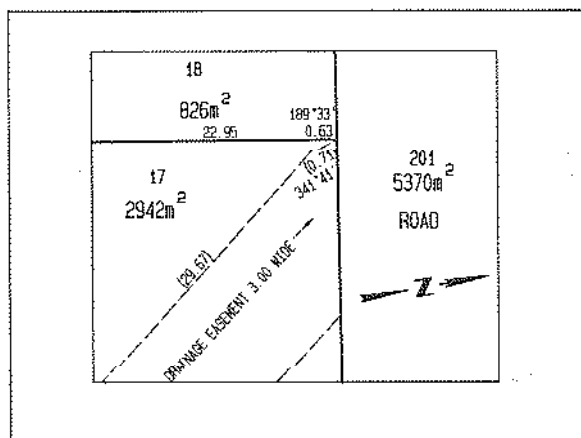 18
826m²
22.95
189°33'
0.63
17
2942m²
(0.71)
341°41'
(29.67)
DRAINAGE EASEMENT 3.00 WIDE
201
5370m²
ROAD
Z